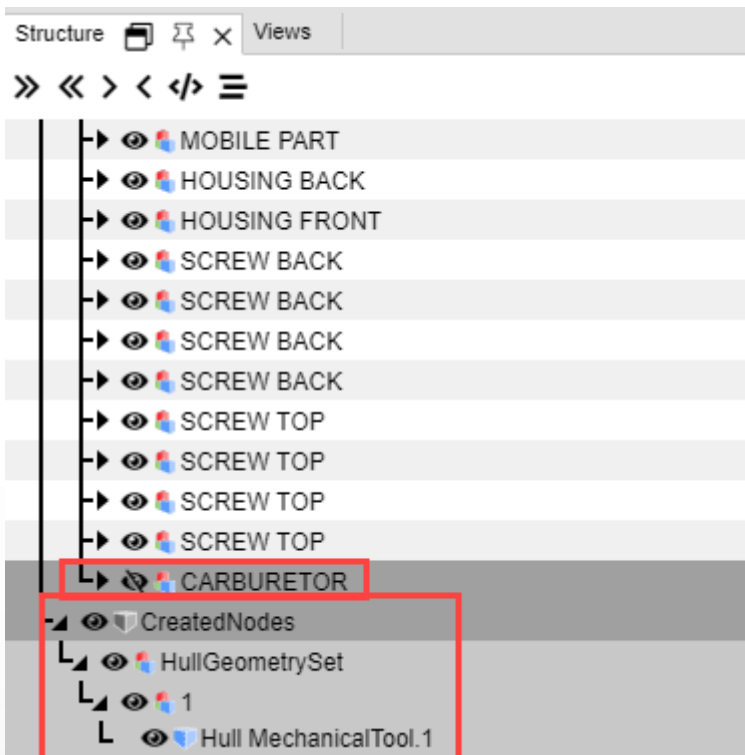 Structure Views
MOBILE PART
HOUSING BACK
HOUSING FRONT
SCREW BACK
SCREW BACK
SCREW BACK
SCREW BACK
SCREW TOP
SCREW TOP
SCREW TOP
SCREW TOP
CARBURETOR
CreatedNodes
HullGeometrySet
1
Hull MechanicalTool.1